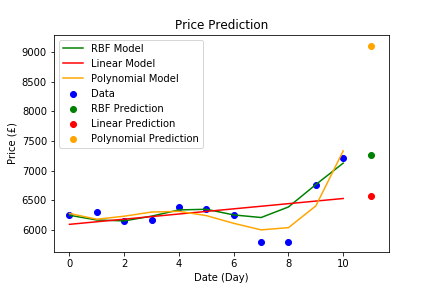 Price Prediction
RBF Model
Linear Model
Polynomial Model
Data
RBF Prediction
Linear Prediction
Polynomial Prediction
9000
8500
8000
7500
7000
6500
6000
Price (£)
0 2 4 6 8 10
Date (Day)